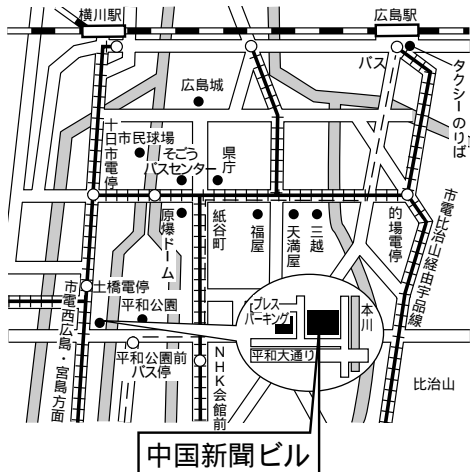 横川駅
広島駅
バス
タクシーのりば
広島城
十日市電停
市民球場
そごう
バスセンター
県庁
原爆ドーム
紙谷町
福屋
天満屋
三越
的場電停
市電比治山経由宇品線
土橋電停
平和公園
市電西広島・宮島方面
プレス
パーキング
本川
平和大通り
平和公園前
バス停
NHK会館前
比治山
中国新聞ビル